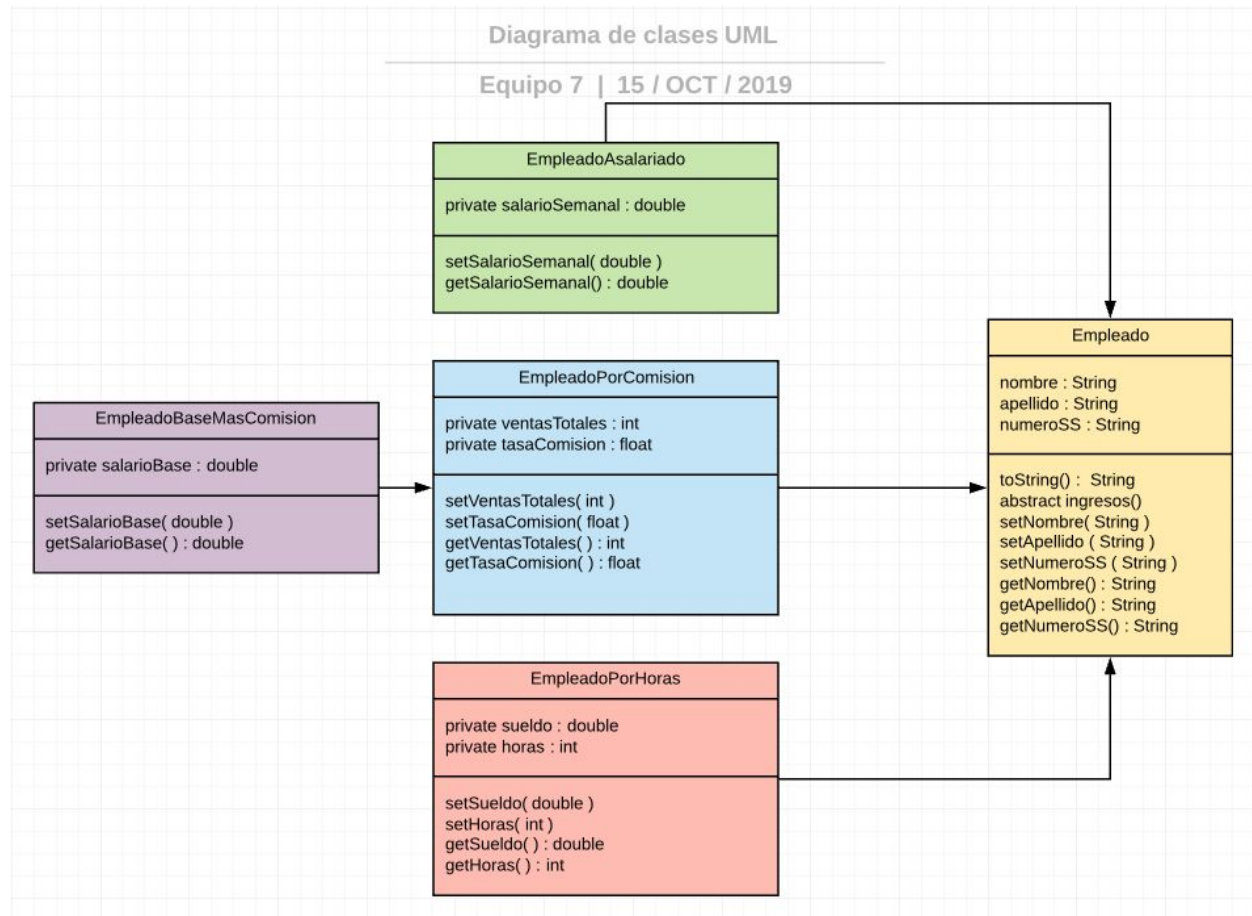 Diagrama de clases UML
Equipo 7 | 15 / OCT / 2019
EmpleadoAsalariado
private salarioSemanal : double
setSalarioSemanal( double )
getSalarioSemanal() : double
EmpleadoBaseMasComision
private salarioBase : double
setSalarioBase( double )
getSalarioBase( ) : double
EmpleadoPorComision
private ventasTotales : int
private tasaComision : float
setVentasTotales( int )
setTasaComision( float )
getVentasTotales( ) : int
getTasaComision( ) : float
Empleado
nombre : String
apellido : String
numeroSS : String
toString() : String
abstract ingresos()
setNombre( String )
setApellido ( String )
setNumeroSS ( String )
getNombre() : String
getApellido() : String
getNumeroSS() : String
EmpleadoPorHoras
private sueldo : double
private horas : int
setSueldo( double )
setHoras( int )
getSueldo( ) : double
getHoras( ) : int